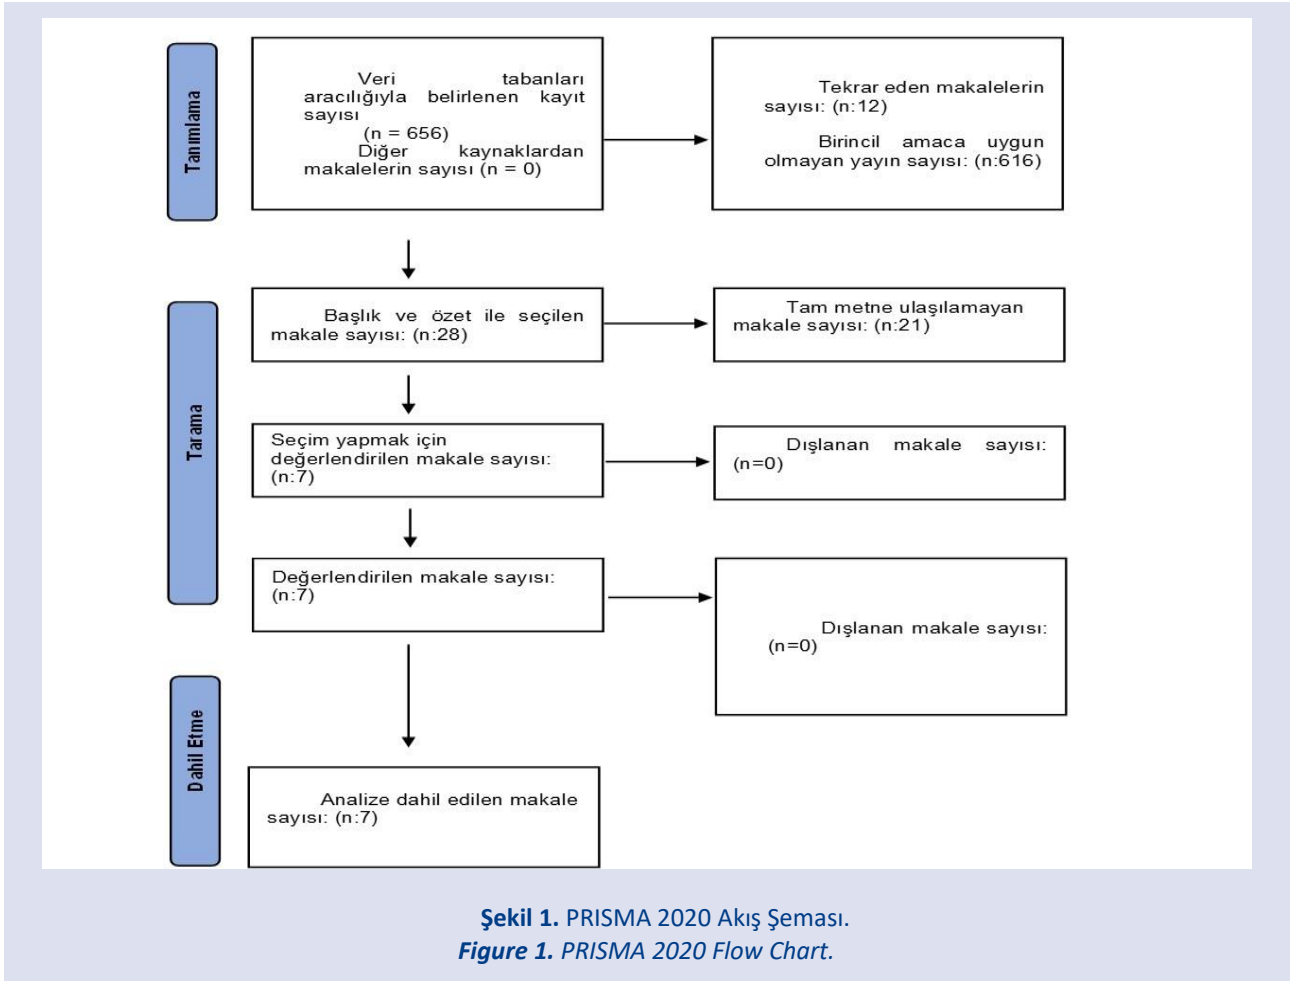 Tanımlama
Veri tabanları
aracılığıyla belirlenen kayıt
sayısı
(n = 656)
Diğer kaynaklardan
makalelerin sayısı (n = 0)
Tekrar eden makalelerin
sayısı: (n:12)
Birincil amaca uygun
olmayan yayın sayısı: (n:616)
Tarama
Başlık ve özet ile seçilen
makale sayısı: (n:28)
Tam metne ulaşılamayan
makale sayısı: (n:21)
Seçim yapmak için
değerlendirilen makale sayısı:
(n:7)
Dışlanan makale sayısı:
(n=0)
Değerlendirilen makale sayısı:
(n:7)
Dışlanan makale sayısı:
(n=0)
Dahil Etme
Analize dahil edilen makale
sayısı: (n:7)
Şekil 1. PRISMA 2020 Akış Şeması.
Figure 1. PRISMA 2020 Flow Chart.